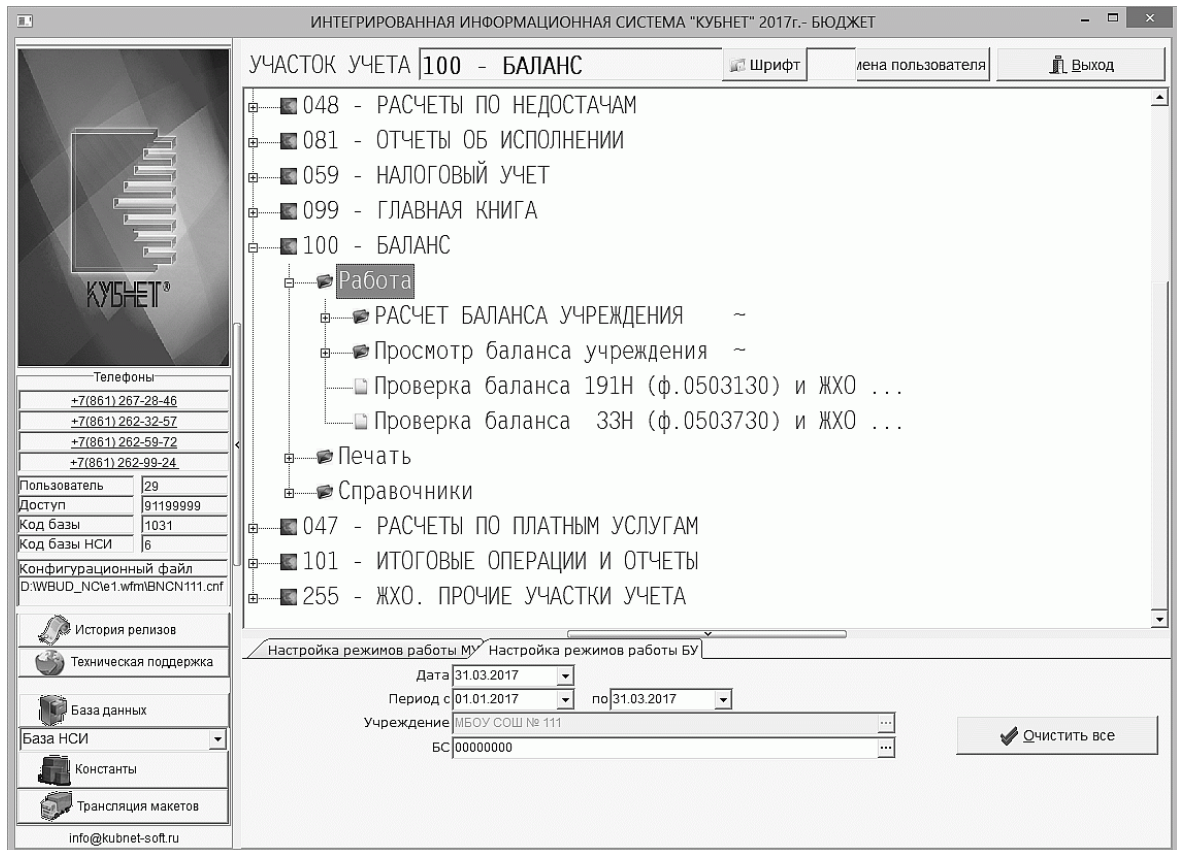 ИНТЕГРИРОВАННАЯ ИНФОРМАЦИОННАЯ СИСТЕМА "КУБНЕТ" 2017г.- БЮДЖЕТ
УЧАСТОК УЧЕТА 100 - БАЛАНС
Шрифт
мена пользователя
Выход
048 - РАСЧЕТЫ ПО НЕДОСТАЧАМ
081 - ОТЧЕТЫ ОБ ИСПОЛНЕНИИ
059 - НАЛОГОВЫЙ УЧЕТ
099 - ГЛАВНАЯ КНИГА
100 - БАЛАНС
Работа
РАСЧЕТ БАЛАНСА УЧРЕЖДЕНИЯ ~
Просмотр баланса учреждения ~
Проверка баланса 191Н (ф.0503130) и ЖХО ...
Проверка баланса 33Н (ф.0503730) и ЖХО ...
Печать
Справочники
047 - РАСЧЕТЫ ПО ПЛАТНЫМ УСЛУГАМ
101 - ИТОГОВЫЕ ОПЕРАЦИИ И ОТЧЕТЫ
255 - ЖХО. ПРОЧИЕ УЧАСТКИ УЧЕТА
КУБНЕТ®
Телефоны
+7(861) 267-28-46
+7(861) 262-32-57
+7(861) 262-59-72
+7(861) 262-99-24
Пользователь 29
Доступ 91199999
Код базы 1031
Код базы НСИ 6
Конфигурационный файл
D:\WBUD_NC\e1.wfm\BNCN111.cnf
История релизов
Техническая поддержка
База данных
База НСИ
Константы
Трансляция макетов
info@kubnet-soft.ru
Настройка режимов работы МУ
Настройка режимов работы БУ
Дата 31.03.2017
Период с 01.01.2017 по 31.03.2017
Учреждение МБОУ СОШ № 111 ...
БС 00000000 ...
Очистить все